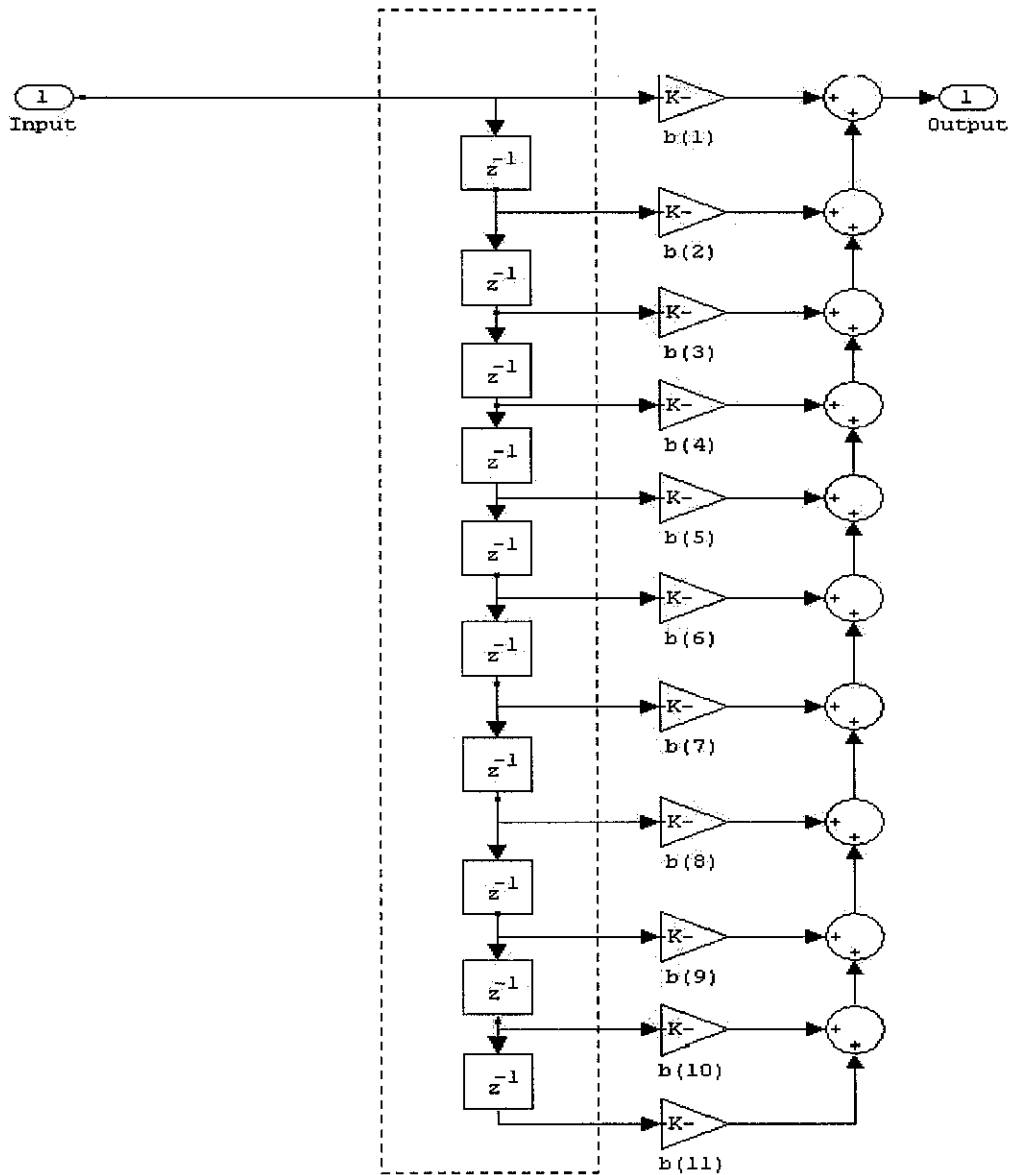 1
Input
K-
b(1)
+
+
1
Output
z-1
K-
b(2)
+
+
z-1
K-
b(3)
+
+
z-1
K-
b(4)
+
+
z-1
K-
b(5)
+
+
z-1
K-
b(6)
+
+
z-1
K-
b(7)
+
+
z-1
K-
b(8)
+
+
z-1
K-
b(9)
+
+
z-1
K-
b(10)
+
+
z-1
K-
b(11)